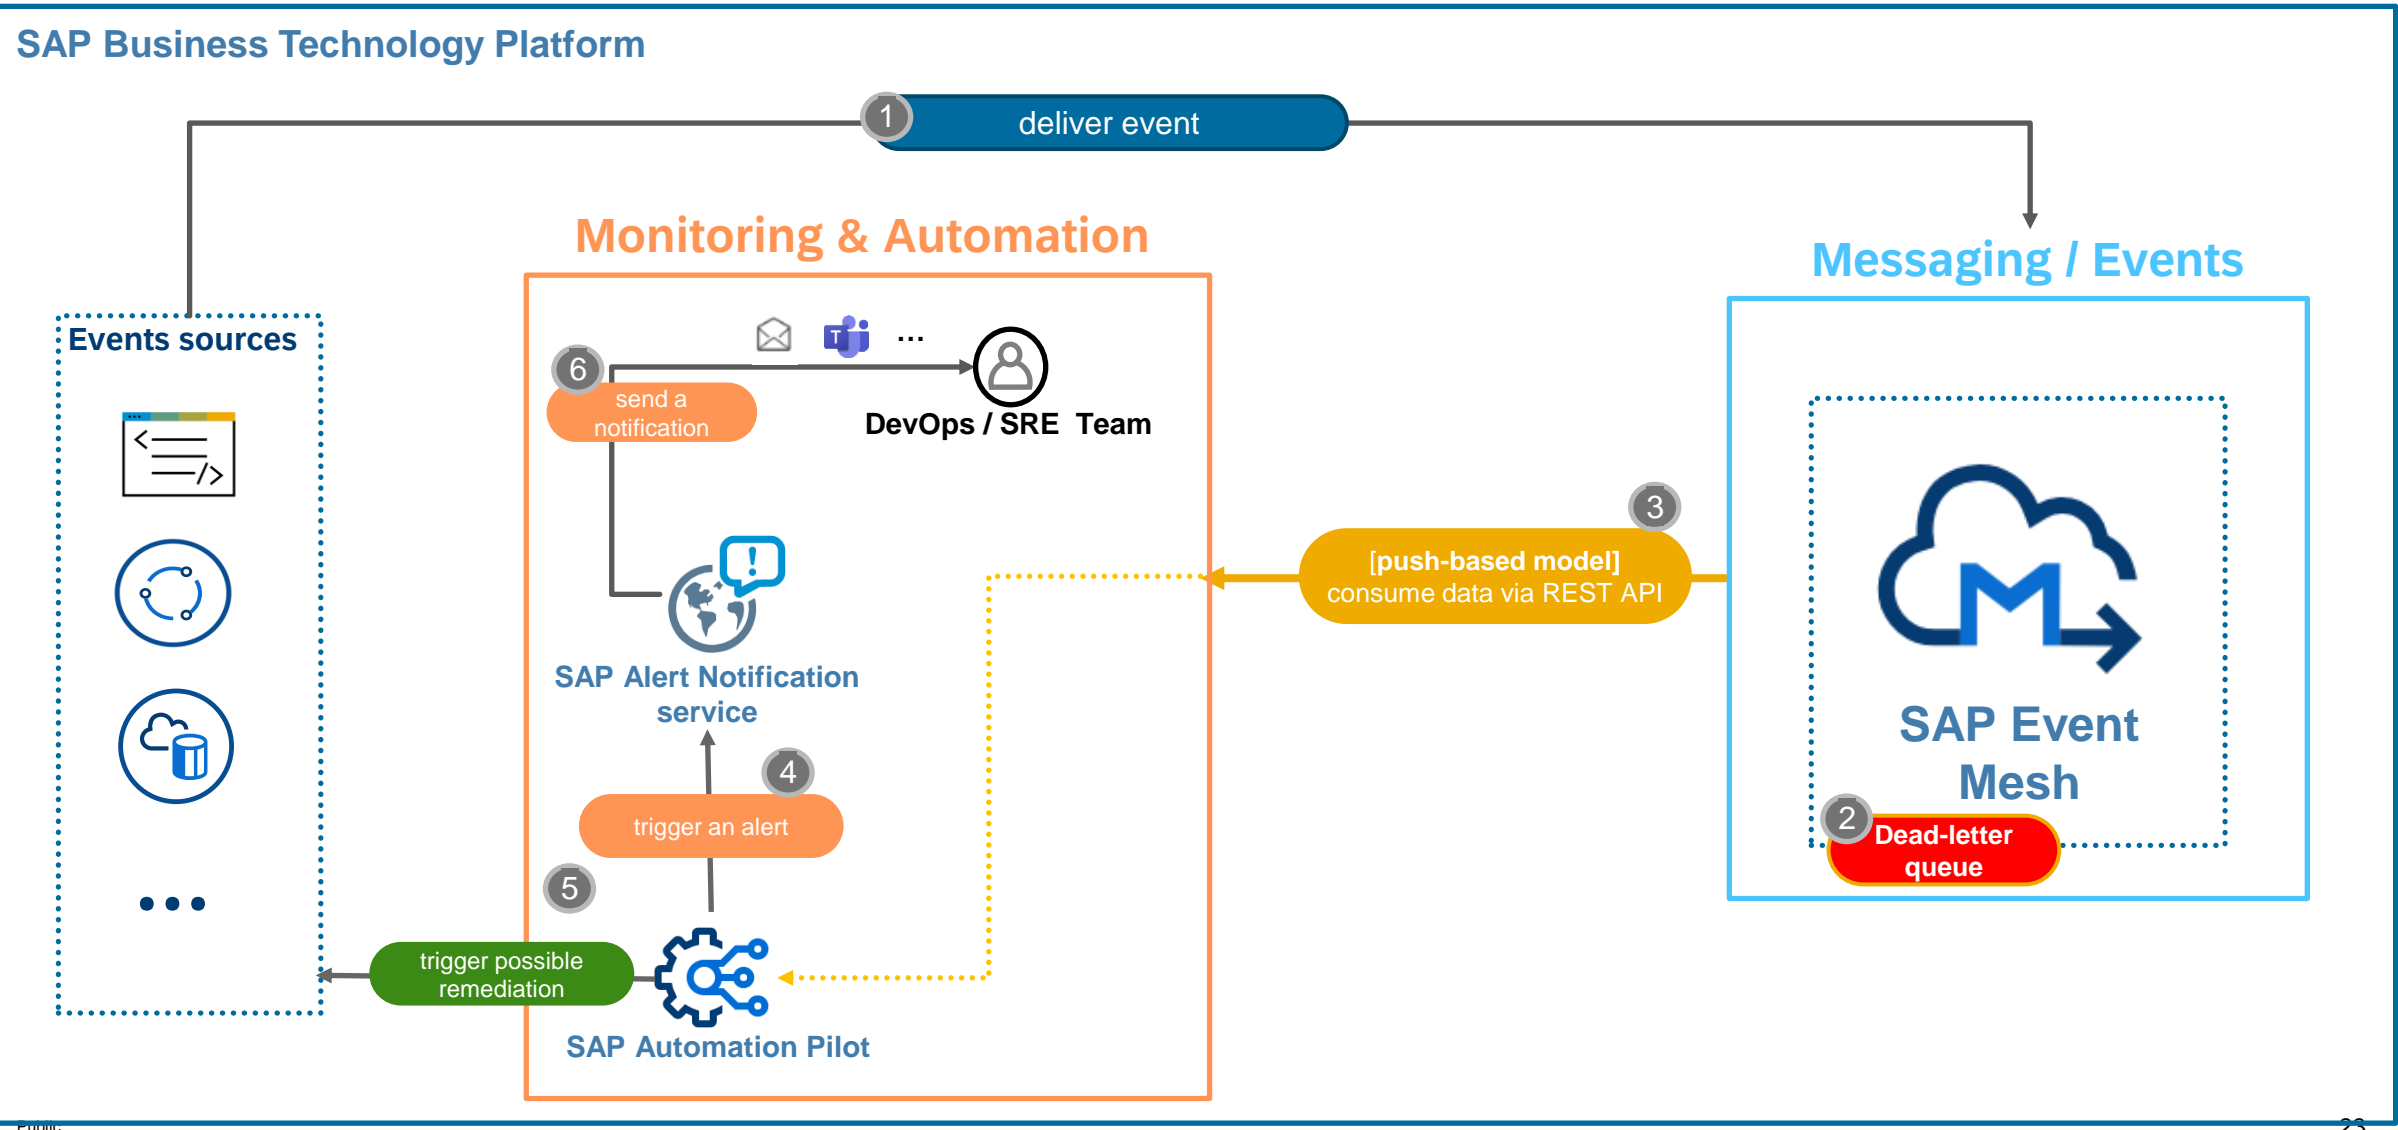 SAP Business Technology Platform
1
deliver event
Monitoring & Automation
Messaging / Events
Events sources
T
...
6
send a
notification
DevOps / SRE Team
3
[push-based model]
consume data via REST API
!
SAP Alert Notification
service
M
SAP Event
Mesh
4
trigger an alert
2
Dead-letter
queue
5
trigger possible
remediation
SAP Automation Pilot
Public
23